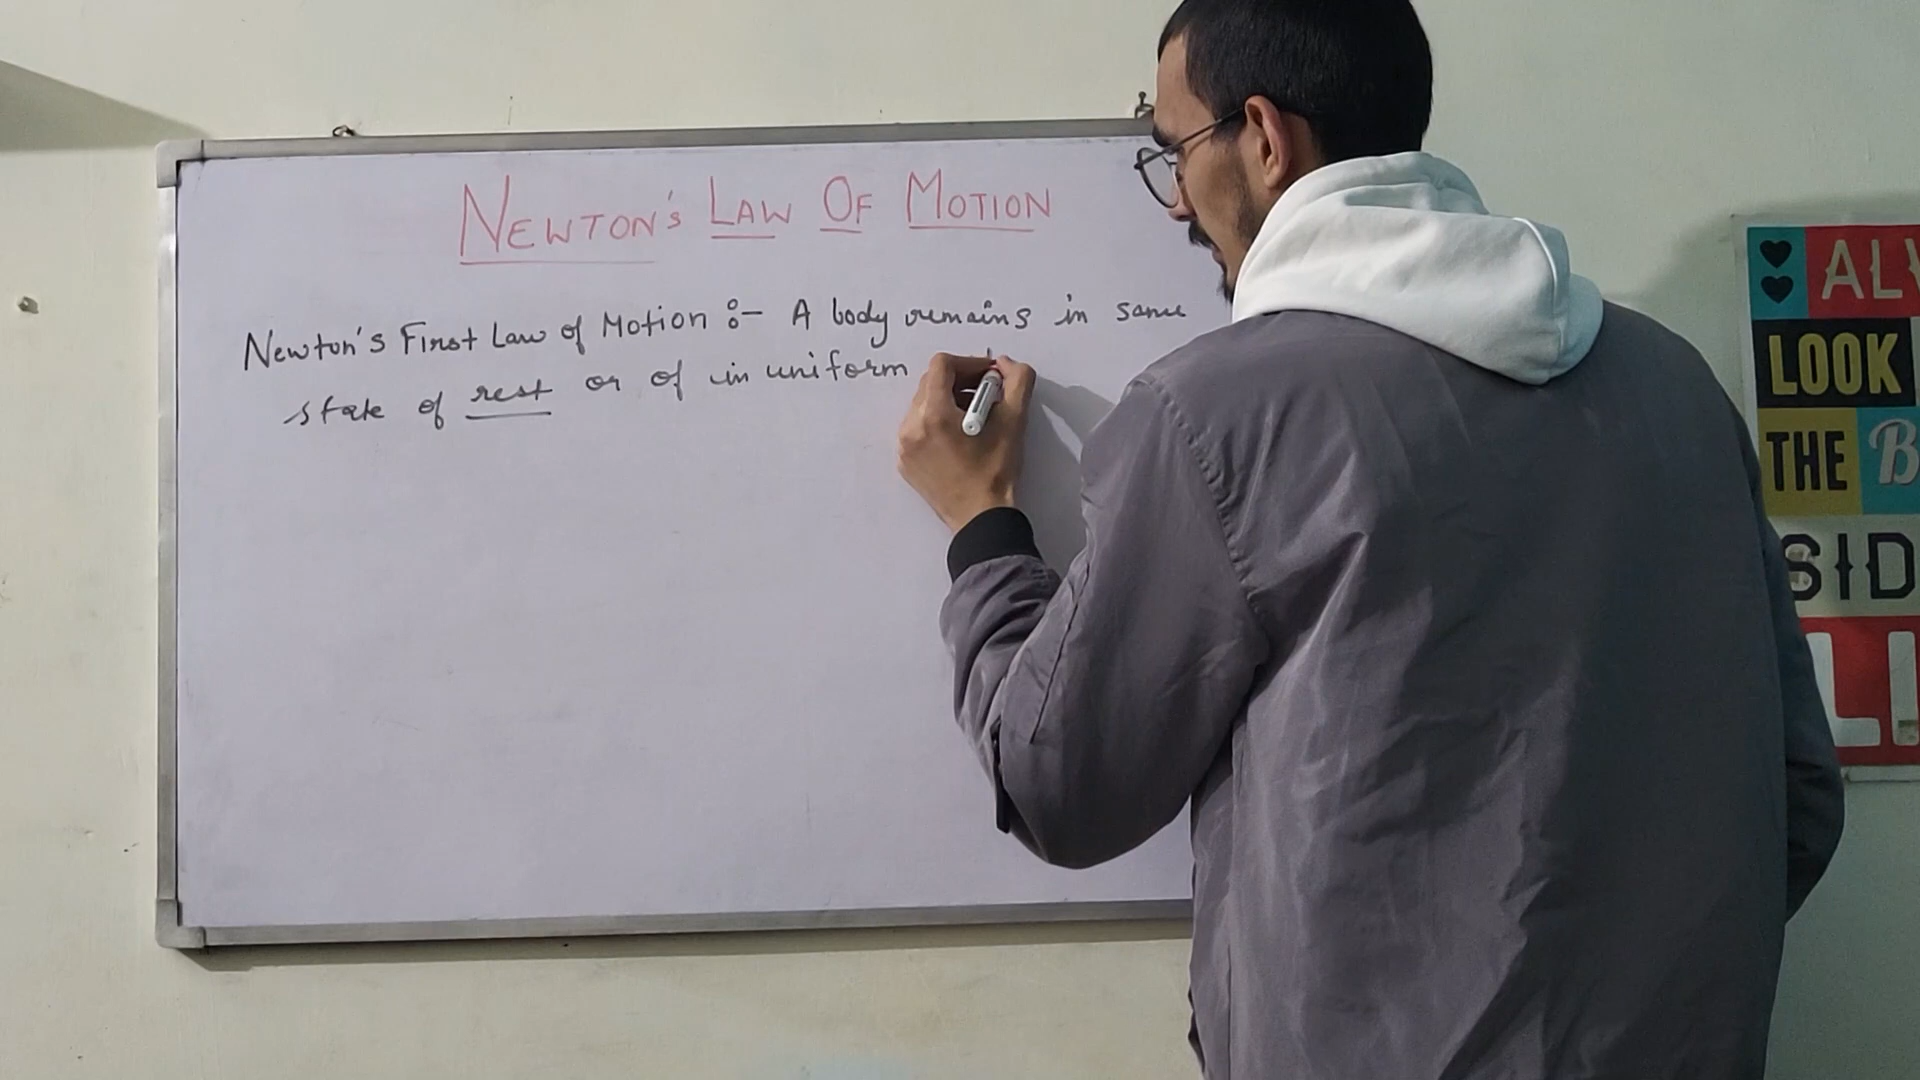 NEWTON's LAW OF MOTION
Newton's First Law of Motion :- A body remains in same
state of rest or of in uniform
ALV
LOOK
THE B
SID
LI